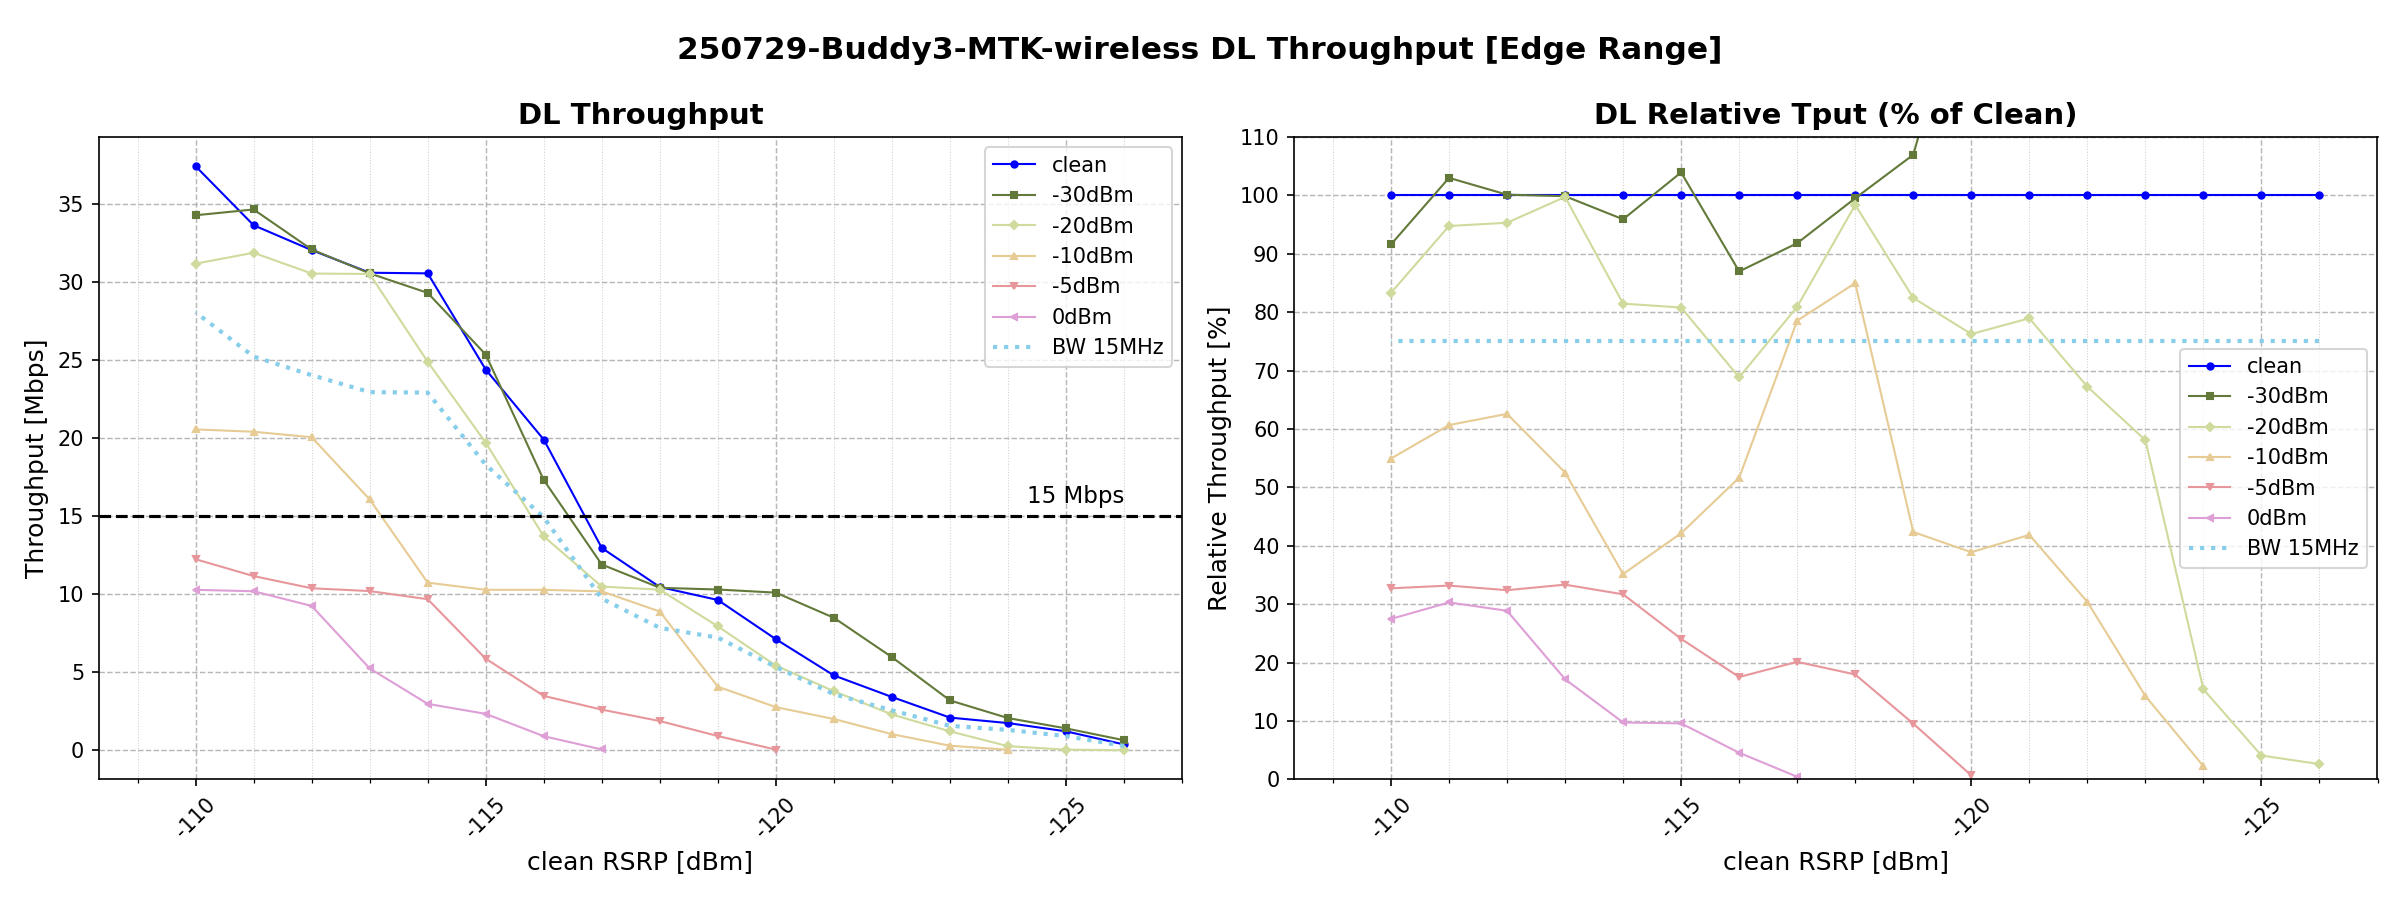 250729-Buddy3-MTK-wireless DL Throughput [Edge Range]
DL Throughput
Throughput [Mbps]
35
30
25
20
15
10
5
0
15 Mbps
clean
-30dBm
-20dBm
-10dBm
-5dBm
0dBm
BW 15MHz
-110
-115
-120
-125
clean RSRP [dBm]
DL Relative Tput (% of Clean)
Relative Throughput [%]
110
100
90
80
70
60
50
40
30
20
10
0
clean
-30dBm
-20dBm
-10dBm
-5dBm
0dBm
BW 15MHz
-110
-115
-120
-125
clean RSRP [dBm]